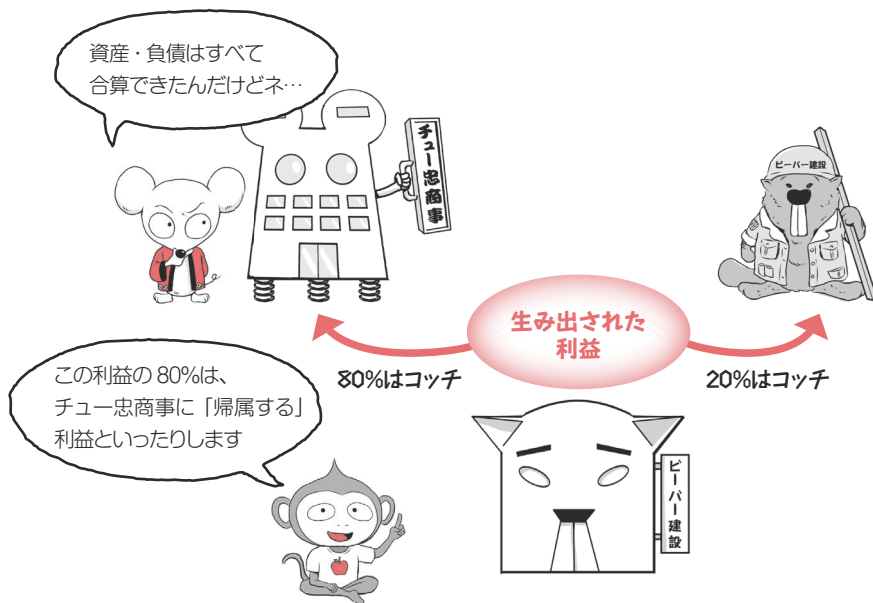 資産・負債はすべて
合算できたんだけどネ…
チュー忠商事
ビーバー建設
生み出された
利益
80%はコッチ
20%はコッチ
この利益の80%は、
チュー忠商事に「帰属する」
利益といったりします
ビーバー建設